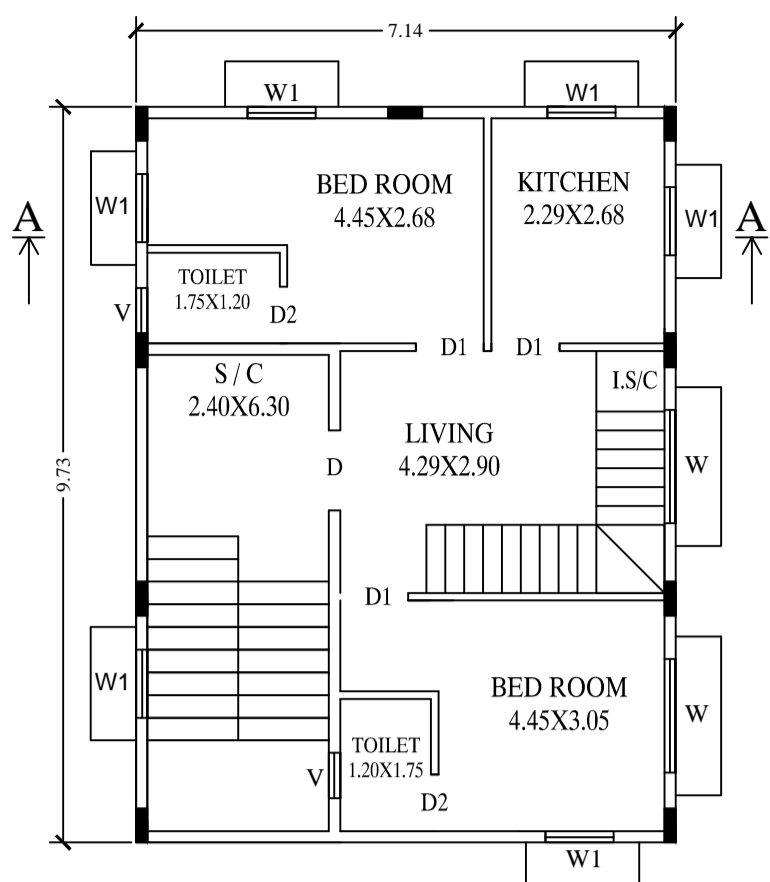 7.14
W1
W1
BED ROOM
4.45X2.68
KITCHEN
2.29X2.68
W1
W1
A
A
TOILET
1.75X1.20
V
D2
D1
D1
S / C
2.40X6.30
I.S/C
LIVING
4.29X2.90
D
W
9.73
D1
W1
BED ROOM
4.45X3.05
W
TOILET
1.20X1.75
V
D2
W1